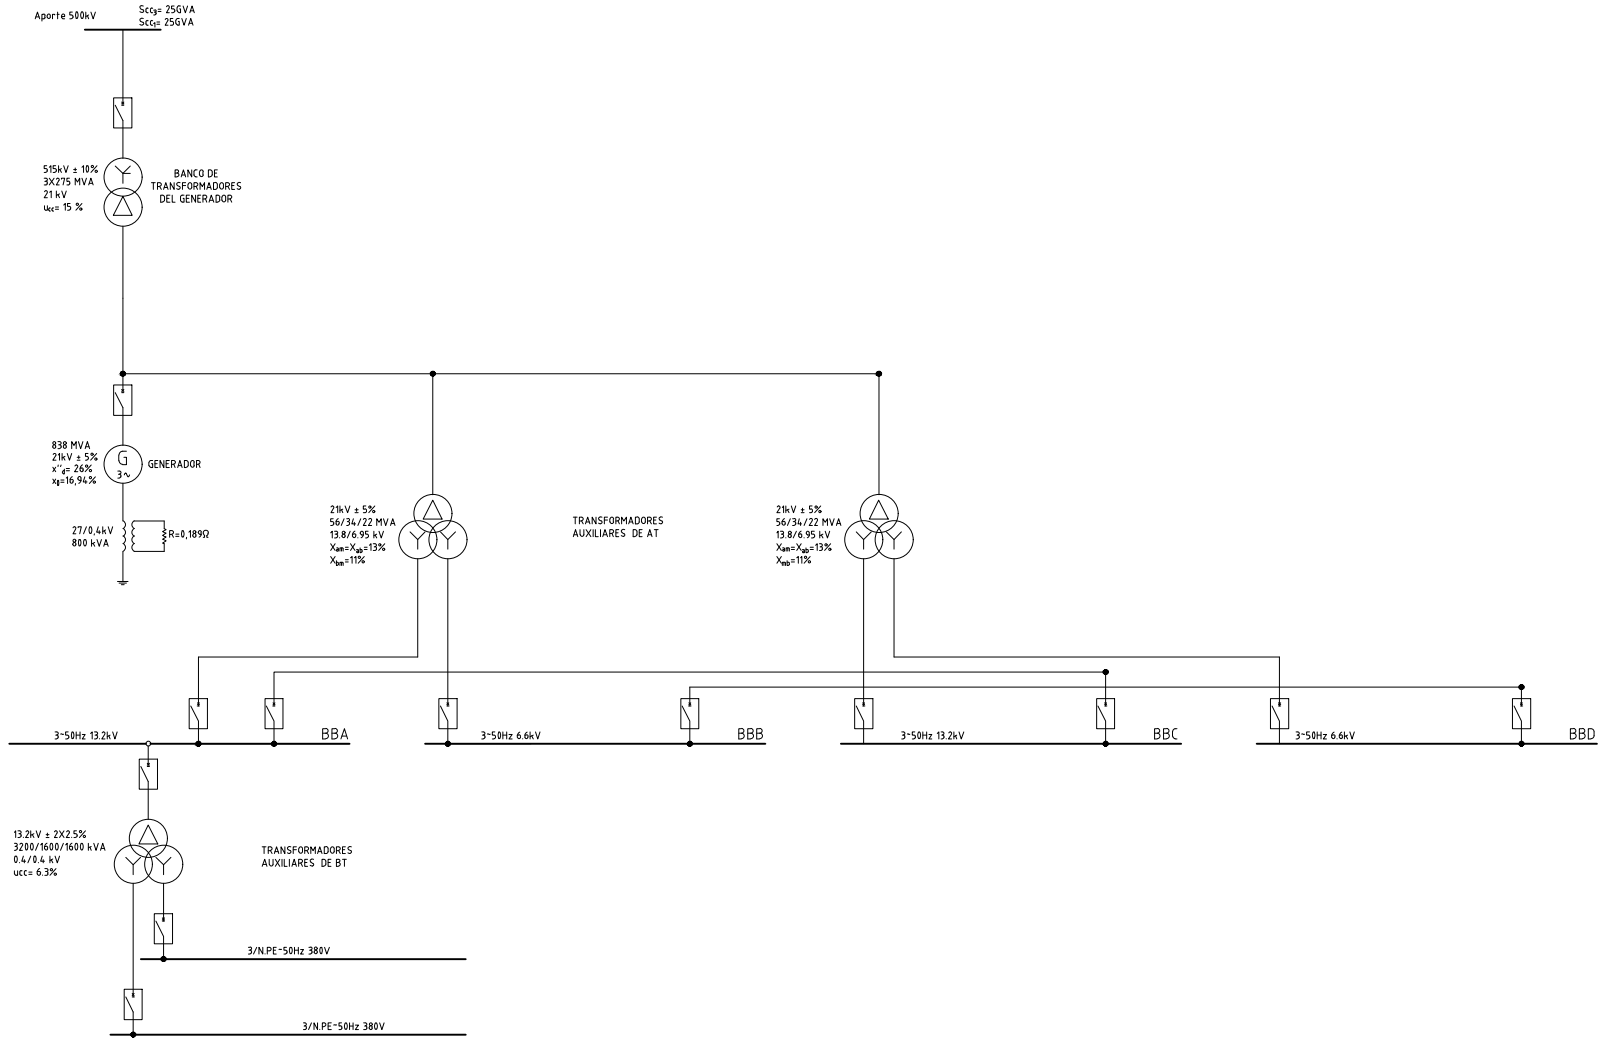 Aporte 500kV
Scc3= 25GVA
Scc1= 25GVA
515kV ± 10%
3X275 MVA
21 kV
ucc= 15 %
BANCO DE
TRANSFORMADORES
DEL GENERADOR
838 MVA
21kV ± 5%
x''d= 26%
x0=16,94%
G
3~
GENERADOR
27/0,4kV
800 kVA
R=0,189Ω
21kV ± 5%
56/34/22 MVA
13.8/6.95 kV
Xam=Xab=13%
Xbm=11%
TRANSFORMADORES
AUXILIARES DE AT
21kV ± 5%
56/34/22 MVA
13.8/6.95 kV
Xam=Xab=13%
Xmb=11%
3~50Hz 13.2kV
BBA
3~50Hz 6.6kV
BBB
3~50Hz 13.2kV
BBC
3~50Hz 6.6kV
BBD
13.2kV ± 2X2.5%
3200/1600/1600 kVA
0.4/0.4 kV
ucc= 6.3%
TRANSFORMADORES
AUXILIARES DE BT
3/N.PE~50Hz 380V
3/N.PE~50Hz 380V